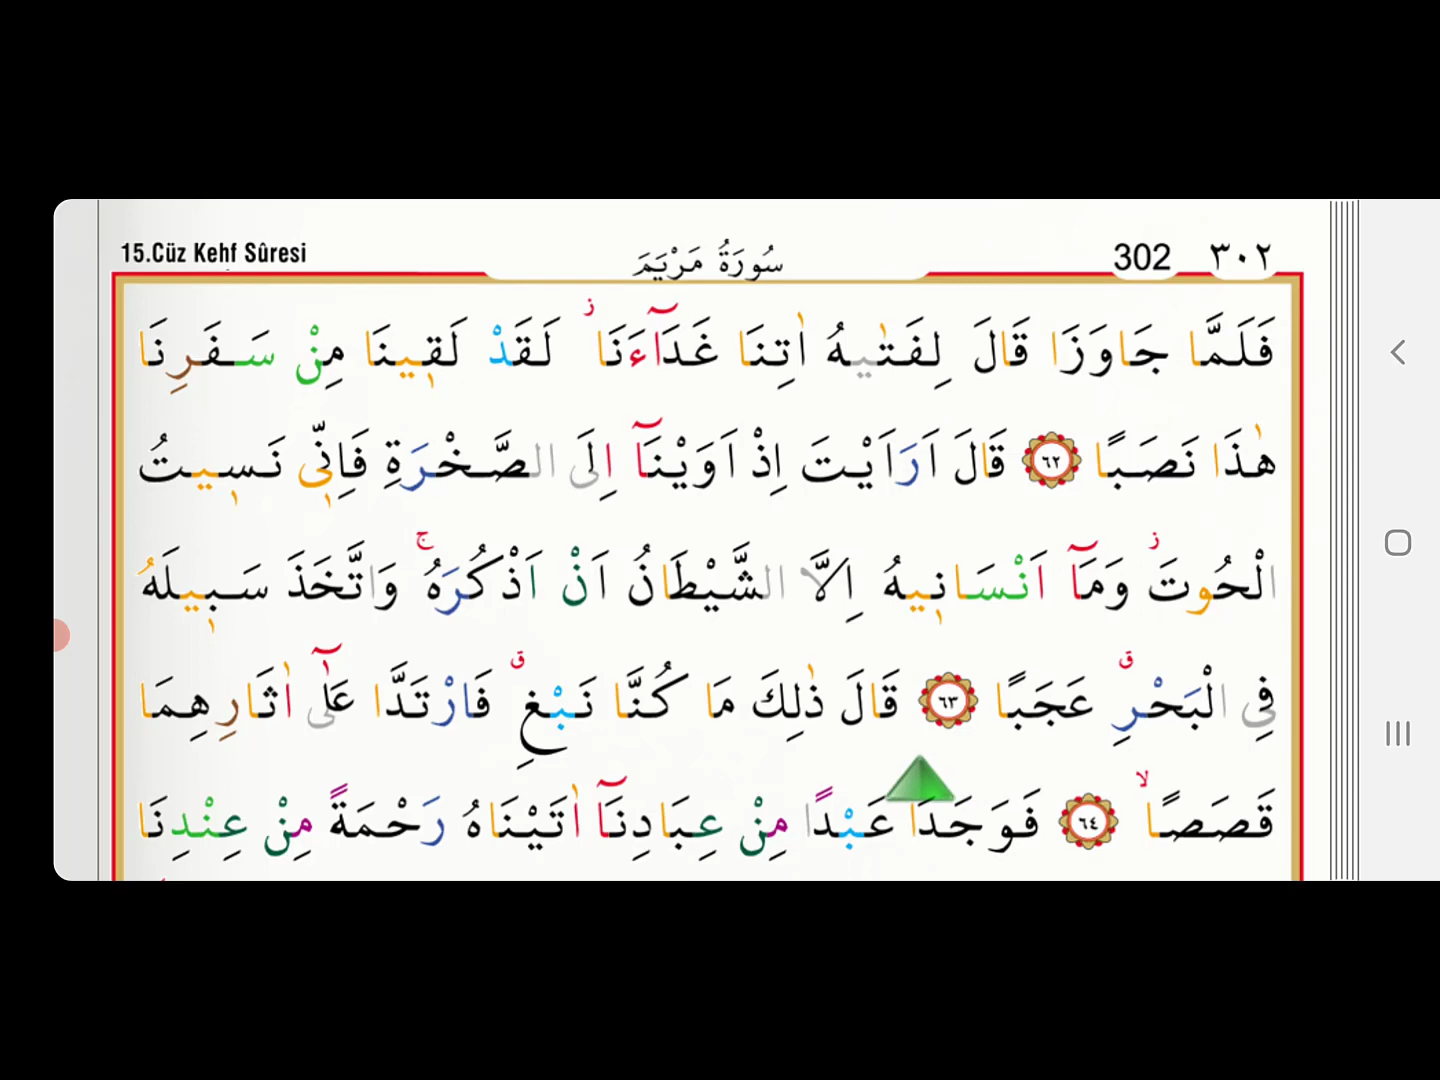 15.Cüz Kehf Sûresi سُورَةُ مَرْيَمَ 302 ٣٠٢
فَلَمَّا جَاوَزَا قَالَ لِفَتٰيهُ اٰتِنَا غَدَٓاءَنَاۘ لَقَدْ لَقٖينَا مِنْ سَفَرِنَا
هٰذَا نَصَبًا ﴿٦٢﴾ قَالَ اَرَاَيْتَ اِذْ اَوَيْنَٓا اِلَى الصَّخْرَةِ فَاِنّٖى نَسٖيتُ
الْحُوتَؗ وَمَٓا اَنْسَانٖيهُ اِلَّا الشَّيْطَانُ اَنْ اَذْكُرَهُۚ وَاتَّخَذَ سَبٖيلَهُ
فِى الْبَحْرِࣗ عَجَبًا ﴿٦٣﴾ قَالَ ذٰلِكَ مَا كُنَّا نَبْغِࣗ فَارْتَدَّا عَلٰٓى اٰثَارِهِمَا
قَصَصًاۙ ﴿٦٤﴾ فَوَجَدَا عَبْدًا مِنْ عِبَادِنَٓا اٰتَيْنَاهُ رَحْمَةً مِنْ عِنْدِنَا